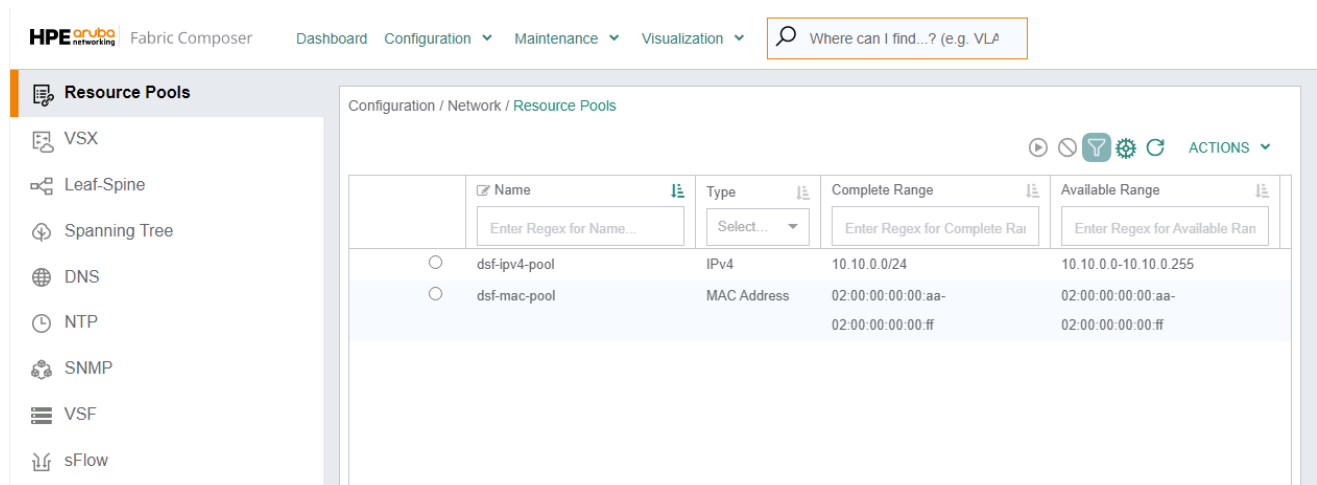 HPE aruba networking Fabric Composer Dashboard Configuration Maintenance Visualization Where can I find...? (e.g. VLA
Resource Pools
VSX
Leaf-Spine
Spanning Tree
DNS
NTP
SNMP
VSF
sFlow
Configuration / Network / Resource Pools
ACTIONS
Name Type Complete Range Available Range
Enter Regex for Name... Select... Enter Regex for Complete Rar Enter Regex for Available Ran
dsf-ipv4-pool IPv4 10.10.0.0/24 10.10.0.0-10.10.0.255
dsf-mac-pool MAC Address 02:00:00:00:00:aa- 02:00:00:00:00:aa-
02:00:00:00:00:ff 02:00:00:00:00:ff